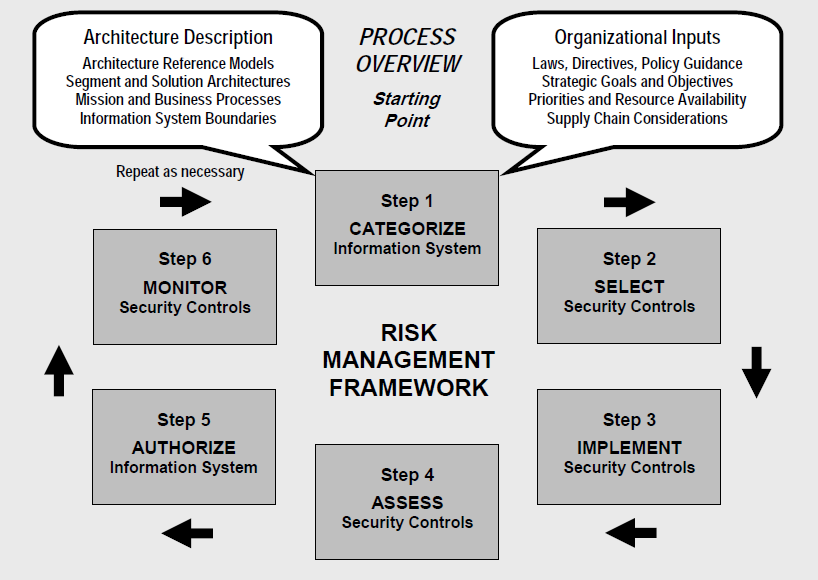 Architecture Description
Architecture Reference Models
Segment and Solution Architectures
Mission and Business Processes
Information System Boundaries
PROCESS
OVERVIEW
Starting
Point
Organizational Inputs
Laws, Directives, Policy Guidance
Strategic Goals and Objectives
Priorities and Resource Availability
Supply Chain Considerations
Repeat as necessary
Step 1
CATEGORIZE
Information System
Step 2
SELECT
Security Controls
Step 3
IMPLEMENT
Security Controls
Step 4
ASSESS
Security Controls
Step 5
AUTHORIZE
Information System
Step 6
MONITOR
Security Controls
RISK
MANAGEMENT
FRAMEWORK